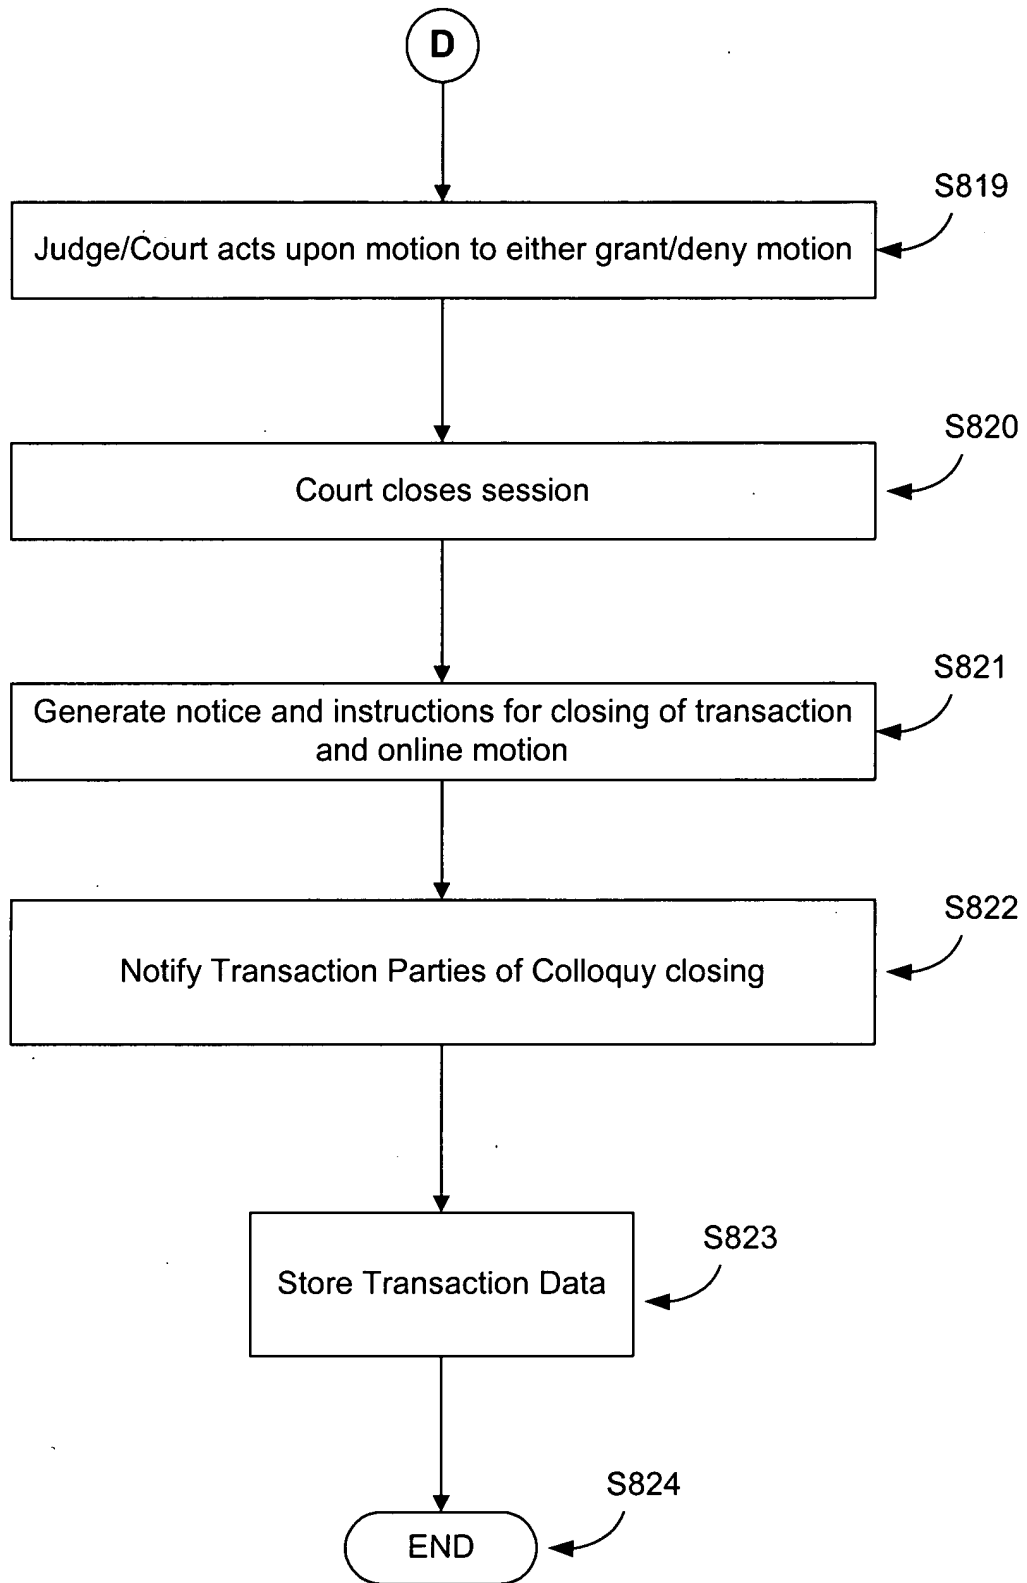 D
S819
Judge/Court acts upon motion to either grant/deny motion
S820
Court closes session
S821
Generate notice and instructions for closing of transaction
and online motion
S822
Notify Transaction Parties of Colloquy closing
S823
Store Transaction Data
S824
END